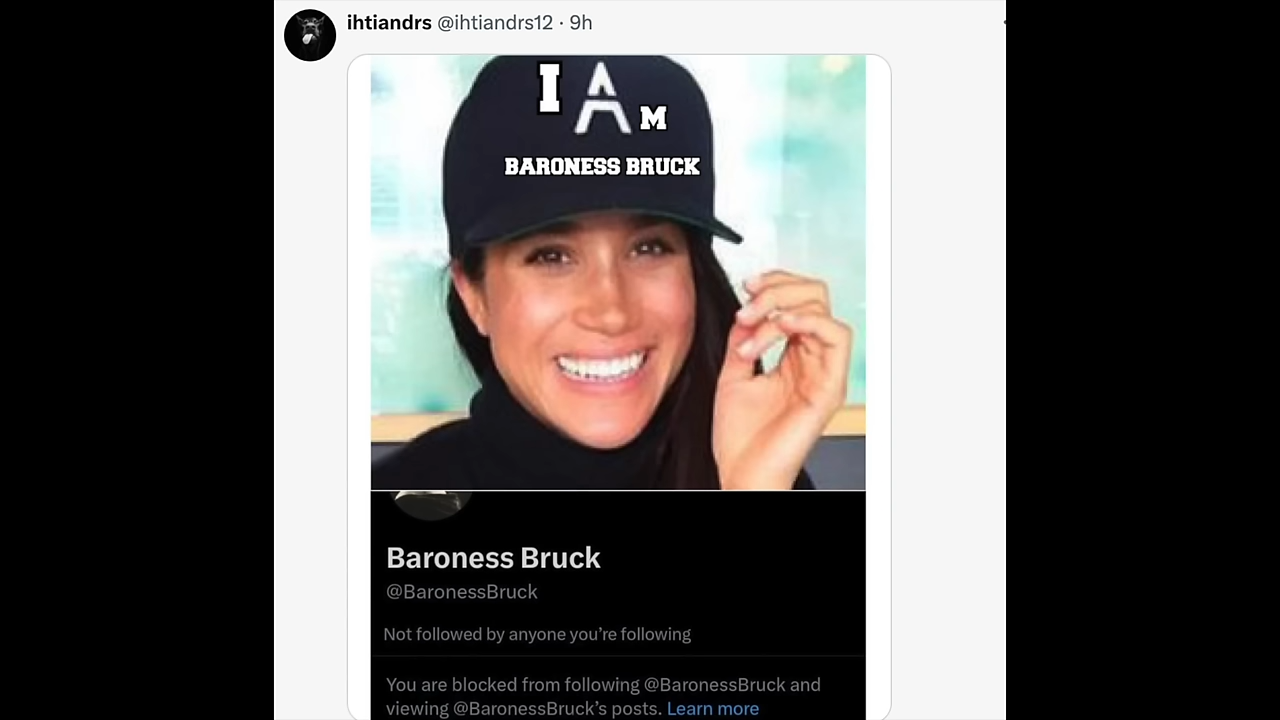 ihtiandrs @ihtiandrs12 · 9h
I AM
BARONESS BRUCK
Baroness Bruck
@BaronessBruck
Not followed by anyone you’re following
You are blocked from following @BaronessBruck and
viewing @BaronessBruck’s posts. Learn more